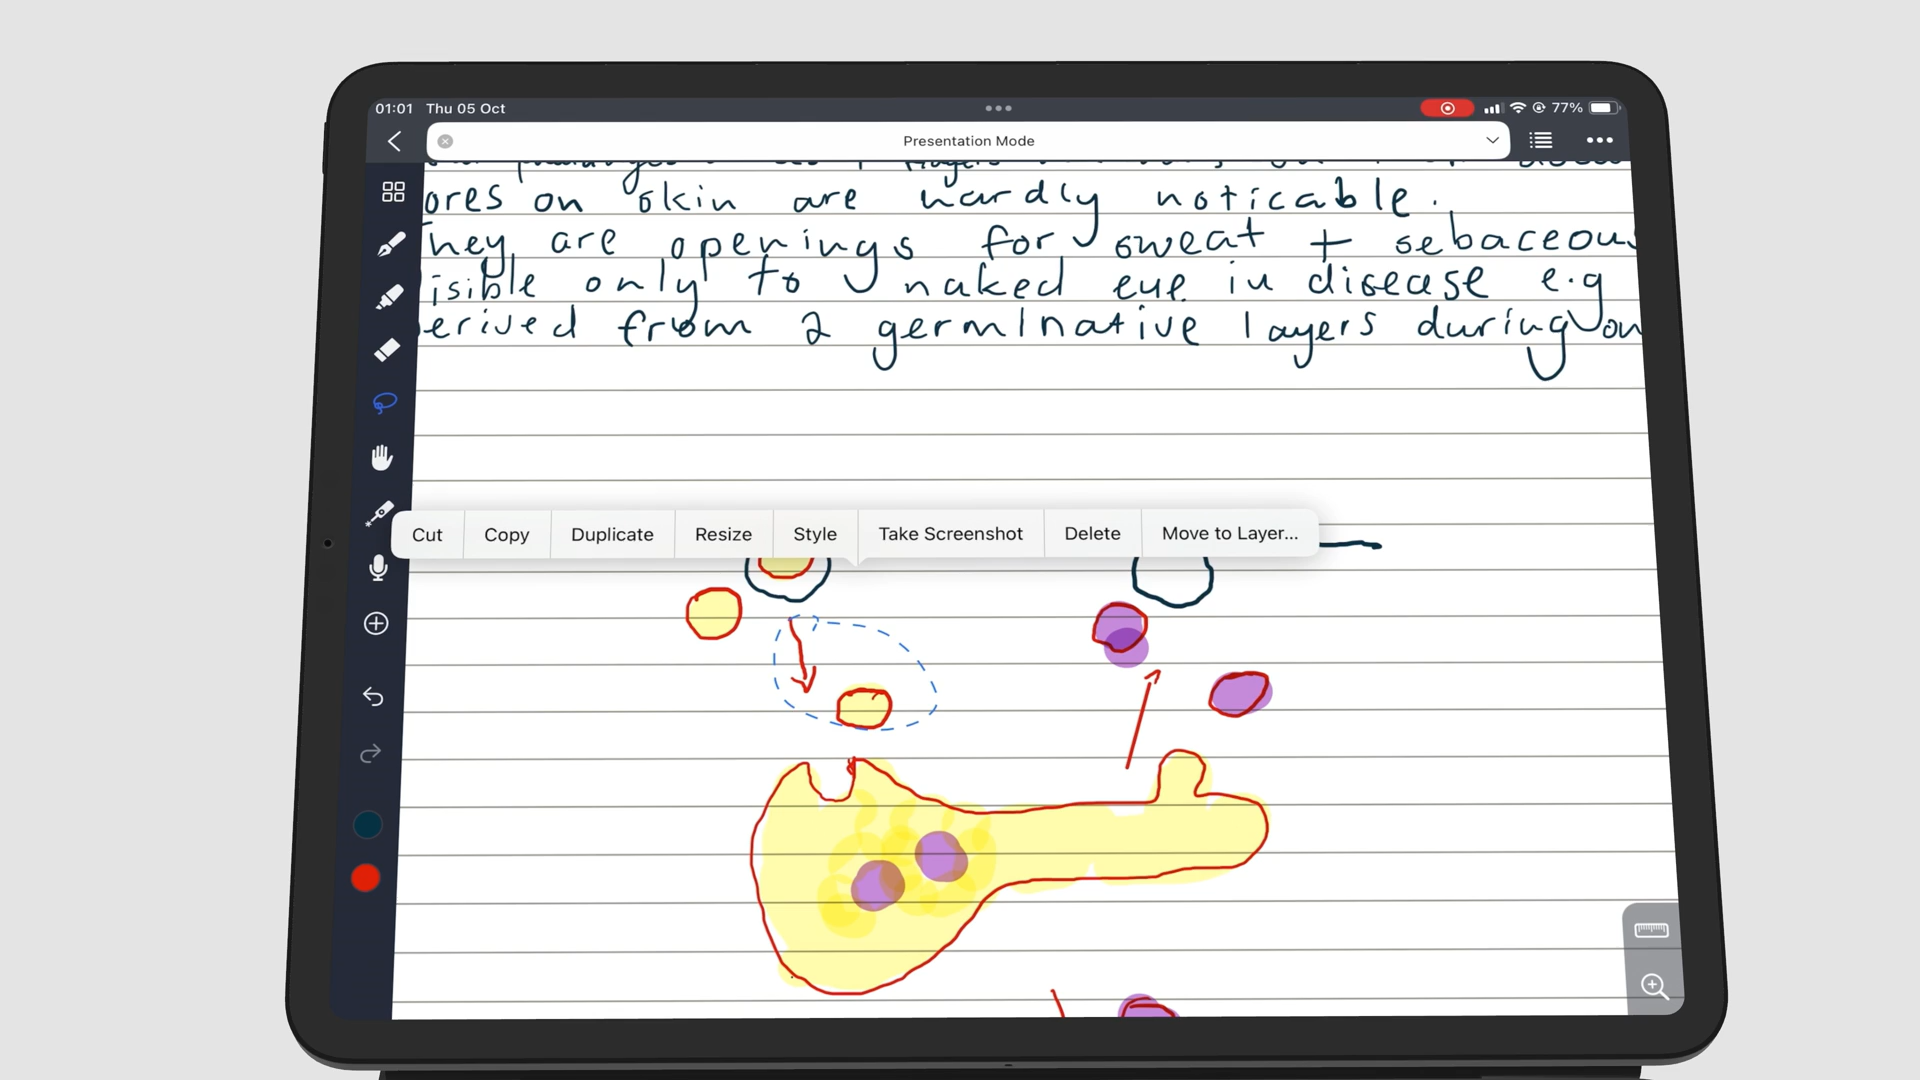 01:01 Thu 05 Oct
77%
Presentation Mode
ores on skin are hardly noticable.
hey are openings for sweat + sebaceou
isible only to naked eye in disease e.g
erived from 2 germinative layers during on
Cut Copy Duplicate Resize Style Take Screenshot Delete Move to Layer...